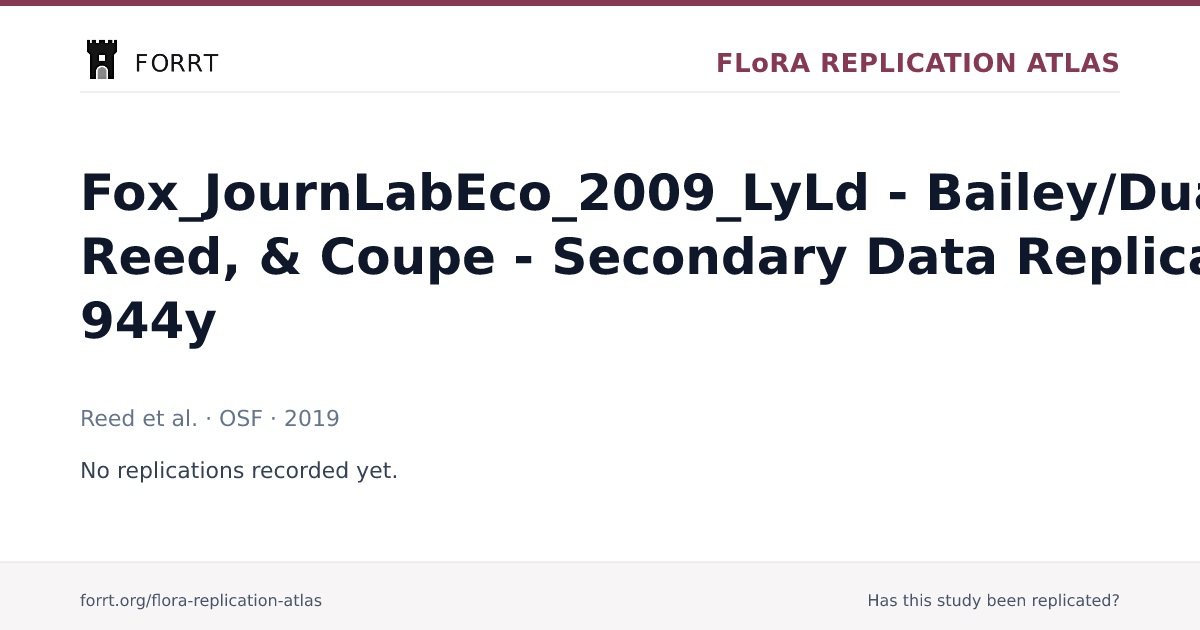 FORRT
FLoRA REPLICATION ATLAS
Fox_JournLabEco_2009_LyLd - Bailey/Dua
Reed, & Coupe - Secondary Data Replica
944y
Reed et al. · OSF · 2019
No replications recorded yet.
forrt.org/flora-replication-atlas
Has this study been replicated?